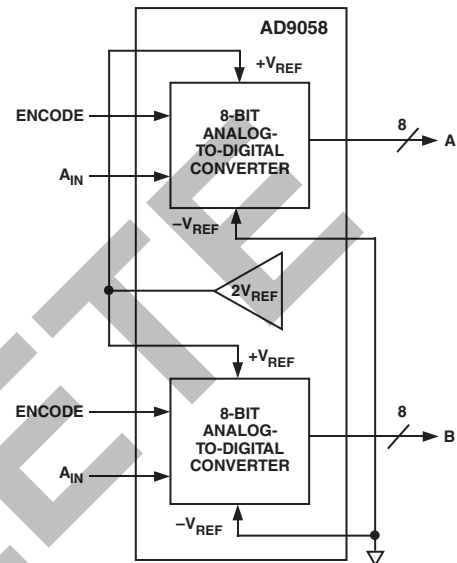 AD9058
+VREF
ENCODE
8-BIT
ANALOG-
TO-DIGITAL
CONVERTER
8
A
AIN
–VREF
2VREF
+VREF
ENCODE
8-BIT
ANALOG-
TO-DIGITAL
CONVERTER
8
B
AIN
–VREF
ETE